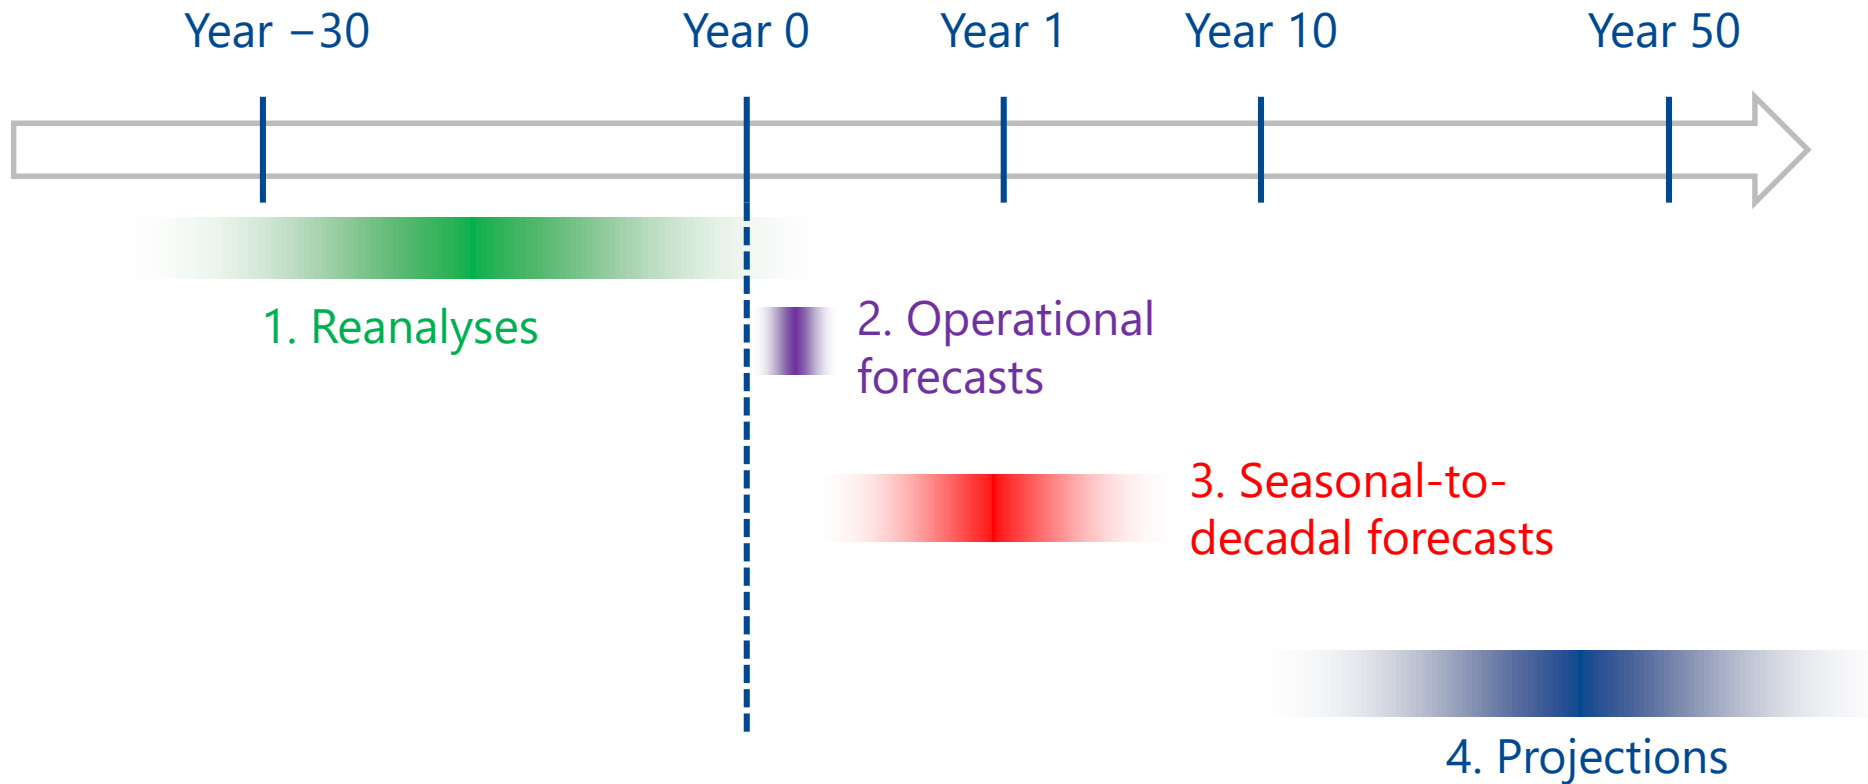 Year −30
Year 0
Year 1
Year 10
Year 50
1. Reanalyses
2. Operational
forecasts
3. Seasonal-to-
decadal forecasts
4. Projections